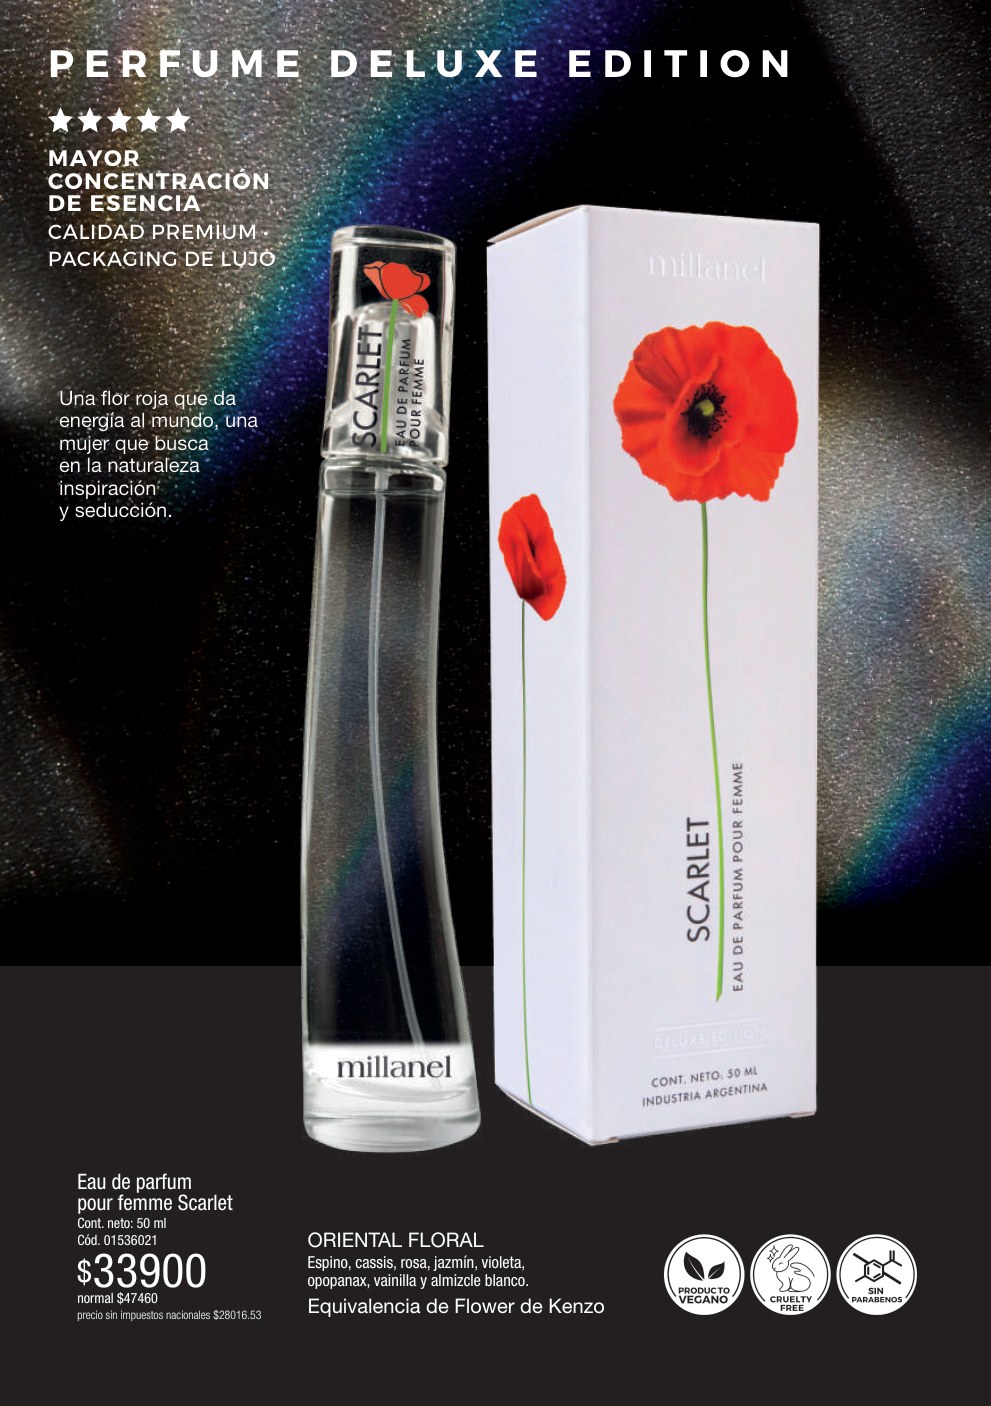 PERFUME DELUXE EDITION
MAYOR
CONCENTRACIÓN
DE ESENCIA
CALIDAD PREMIUM •
PACKAGING DE LUJO
Una flor roja que da
energía al mundo, una
mujer que busca
en la naturaleza
inspiración
y seducción.
SCARLET
EAU DE PARFUM
POUR FEMME
millanel
millanel
SCARLET
EAU DE PARFUM POUR FEMME
DELUXE EDITION
CONT. NETO: 50 ML
INDUSTRIA ARGENTINA
Eau de parfum
pour femme Scarlet
Cont. neto: 50 ml
Cód. 01536021
$33900
normal $47460
precio sin impuestos nacionales $28016.53
ORIENTAL FLORAL
Espino, cassis, rosa, jazmín, violeta,
opopanax, vainilla y almizcle blanco.
Equivalencia de Flower de Kenzo
PRODUCTO
VEGANO
CRUELTY
FREE
SIN
PARABENOS